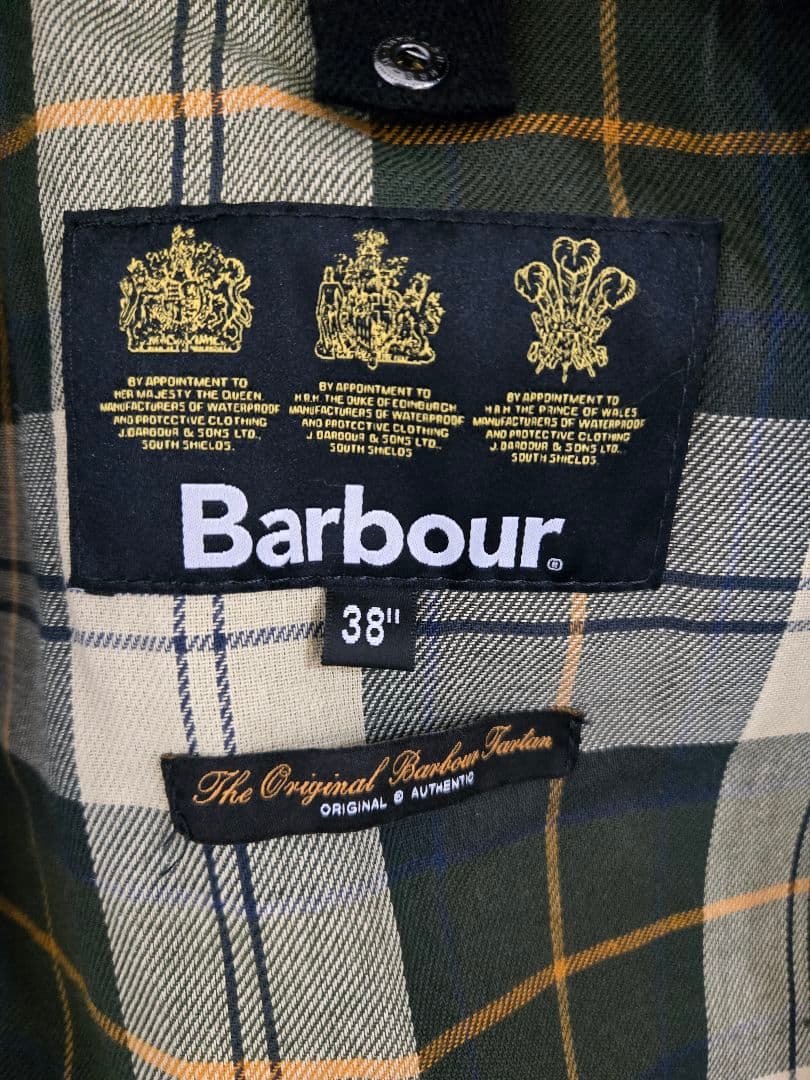 BY APPOINTMENT TO
HER MAJESTY THE QUEEN
MANUFACTURERS OF WATERPROOF
AND PROTECTIVE CLOTHING
J.BARBOUR & SONS LTD.,
SOUTH SHIELDS.
BY APPOINTMENT TO
H.R.H. THE DUKE OF EDINBURGH
MANUFACTURERS OF WATERPROOF
AND PROTECTIVE CLOTHING
J.BARBOUR & SONS LTD.,
SOUTH SHIELDS
BY APPOINTMENT TO
H.R.H THE PRINCE OF WALES
MANUFACTURERS OF WATERPROOF
AND PROTECTIVE CLOTHING
J.BARBOUR & SONS LTD.,
SOUTH SHIELDS.
Barbour®
38"
The Original Barbour Tartan
ORIGINAL & AUTHENTIC